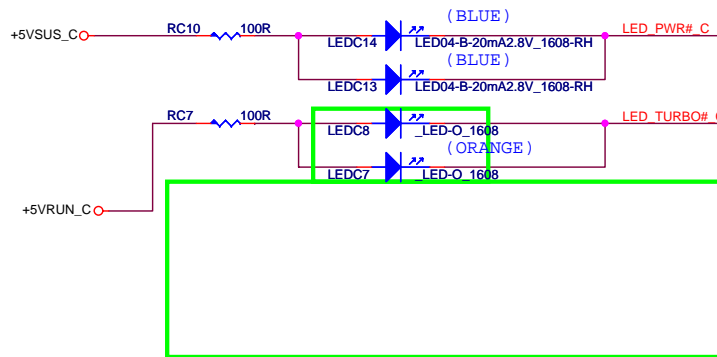 (BLUE)
+5VSUS_C
RC10
100R
LED_PWR#_C
LEDC14
LED04-B-20mA2.8V_1608-RH
(BLUE)
LEDC13
LED04-B-20mA2.8V_1608-RH
RC7
100R
LED_TURBO#_C
LEDC8
_LED-O_1608
(ORANGE)
LEDC7
_LED-O_1608
+5VRUN_C